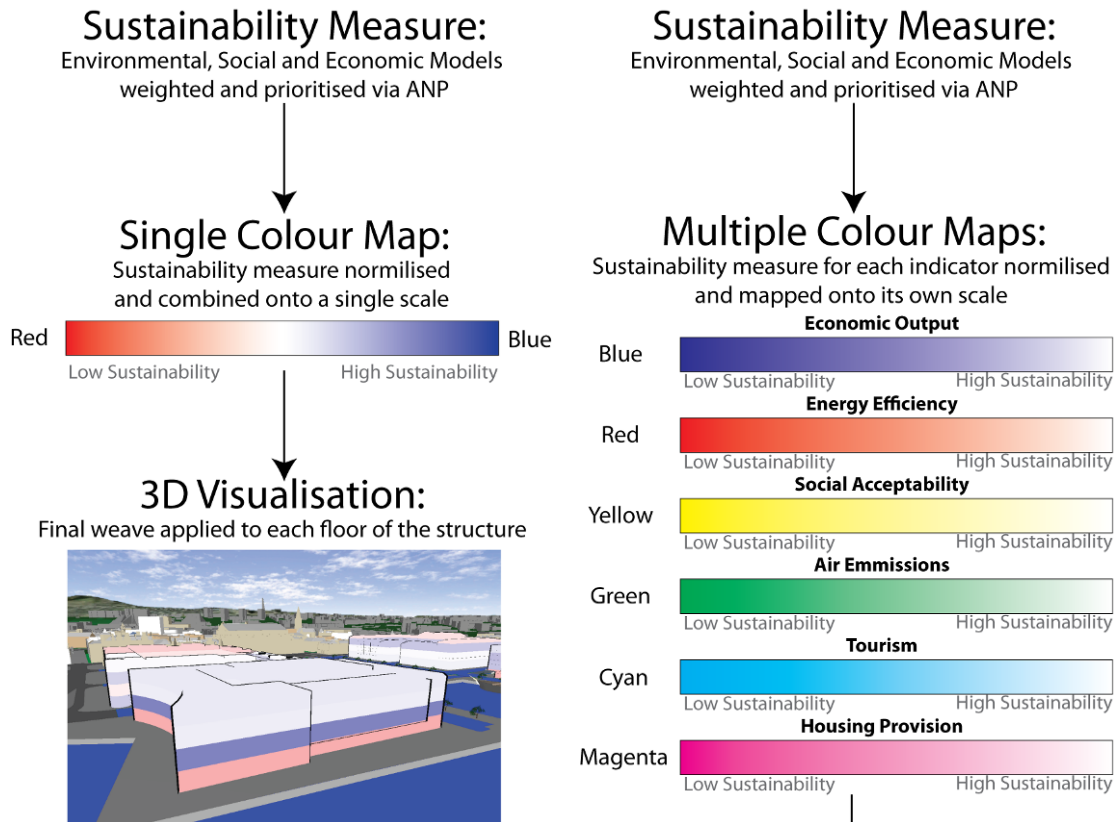 Sustainability Measure:
Environmental, Social and Economic Models
weighted and prioritised via ANP
Single Colour Map:
Sustainability measure normilised
and combined onto a single scale
Red
Blue
Low Sustainability
High Sustainability
3D Visualisation:
Final weave applied to each floor of the structure
Sustainability Measure:
Environmental, Social and Economic Models
weighted and prioritised via ANP
Multiple Colour Maps:
Sustainability measure for each indicator normilised
and mapped onto its own scale
Economic Output
Blue
Low Sustainability
High Sustainability
Energy Efficiency
Red
Low Sustainability
High Sustainability
Social Acceptability
Yellow
Low Sustainability
High Sustainability
Air Emmissions
Green
Low Sustainability
High Sustainability
Tourism
Cyan
Low Sustainability
High Sustainability
Housing Provision
Magenta
Low Sustainability
High Sustainability